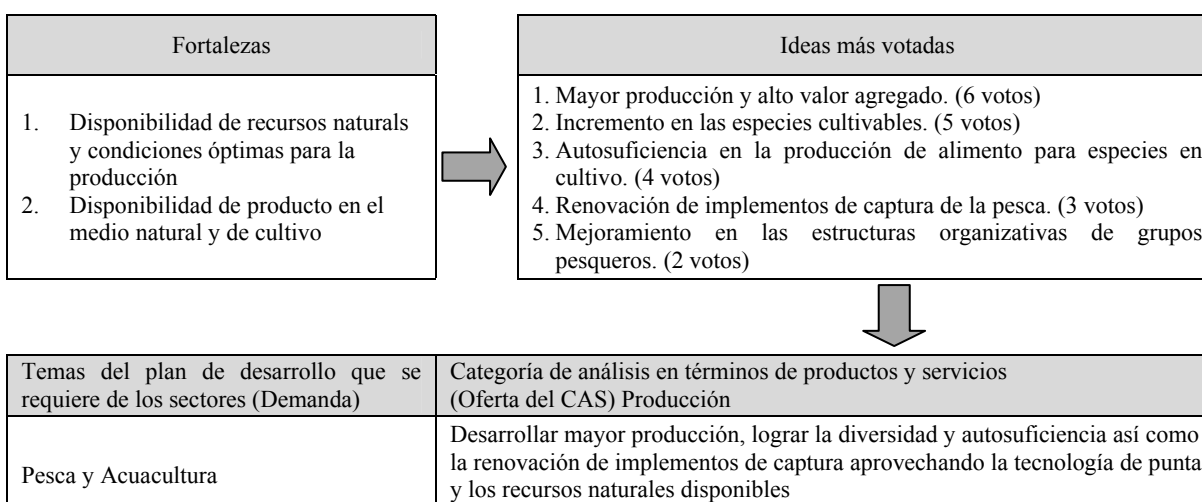 Fortalezas
1. Disponibilidad de recursos naturals
y condiciones óptimas para la
producción
2. Disponibilidad de producto en el
medio natural y de cultivo
Ideas más votadas
1. Mayor producción y alto valor agregado. (6 votos)
2. Incremento en las especies cultivables. (5 votos)
3. Autosuficiencia en la producción de alimento para especies en
cultivo. (4 votos)
4. Renovación de implementos de captura de la pesca. (3 votos)
5. Mejoramiento en las estructuras organizativas de grupos
pesqueros. (2 votos)
Temas del plan de desarrollo que se
requiere de los sectores (Demanda)
Categoría de análisis en términos de productos y servicios
(Oferta del CAS) Producción
Pesca y Acuacultura
Desarrollar mayor producción, lograr la diversidad y autosuficiencia así como
la renovación de implementos de captura aprovechando la tecnología de punta
y los recursos naturales disponibles